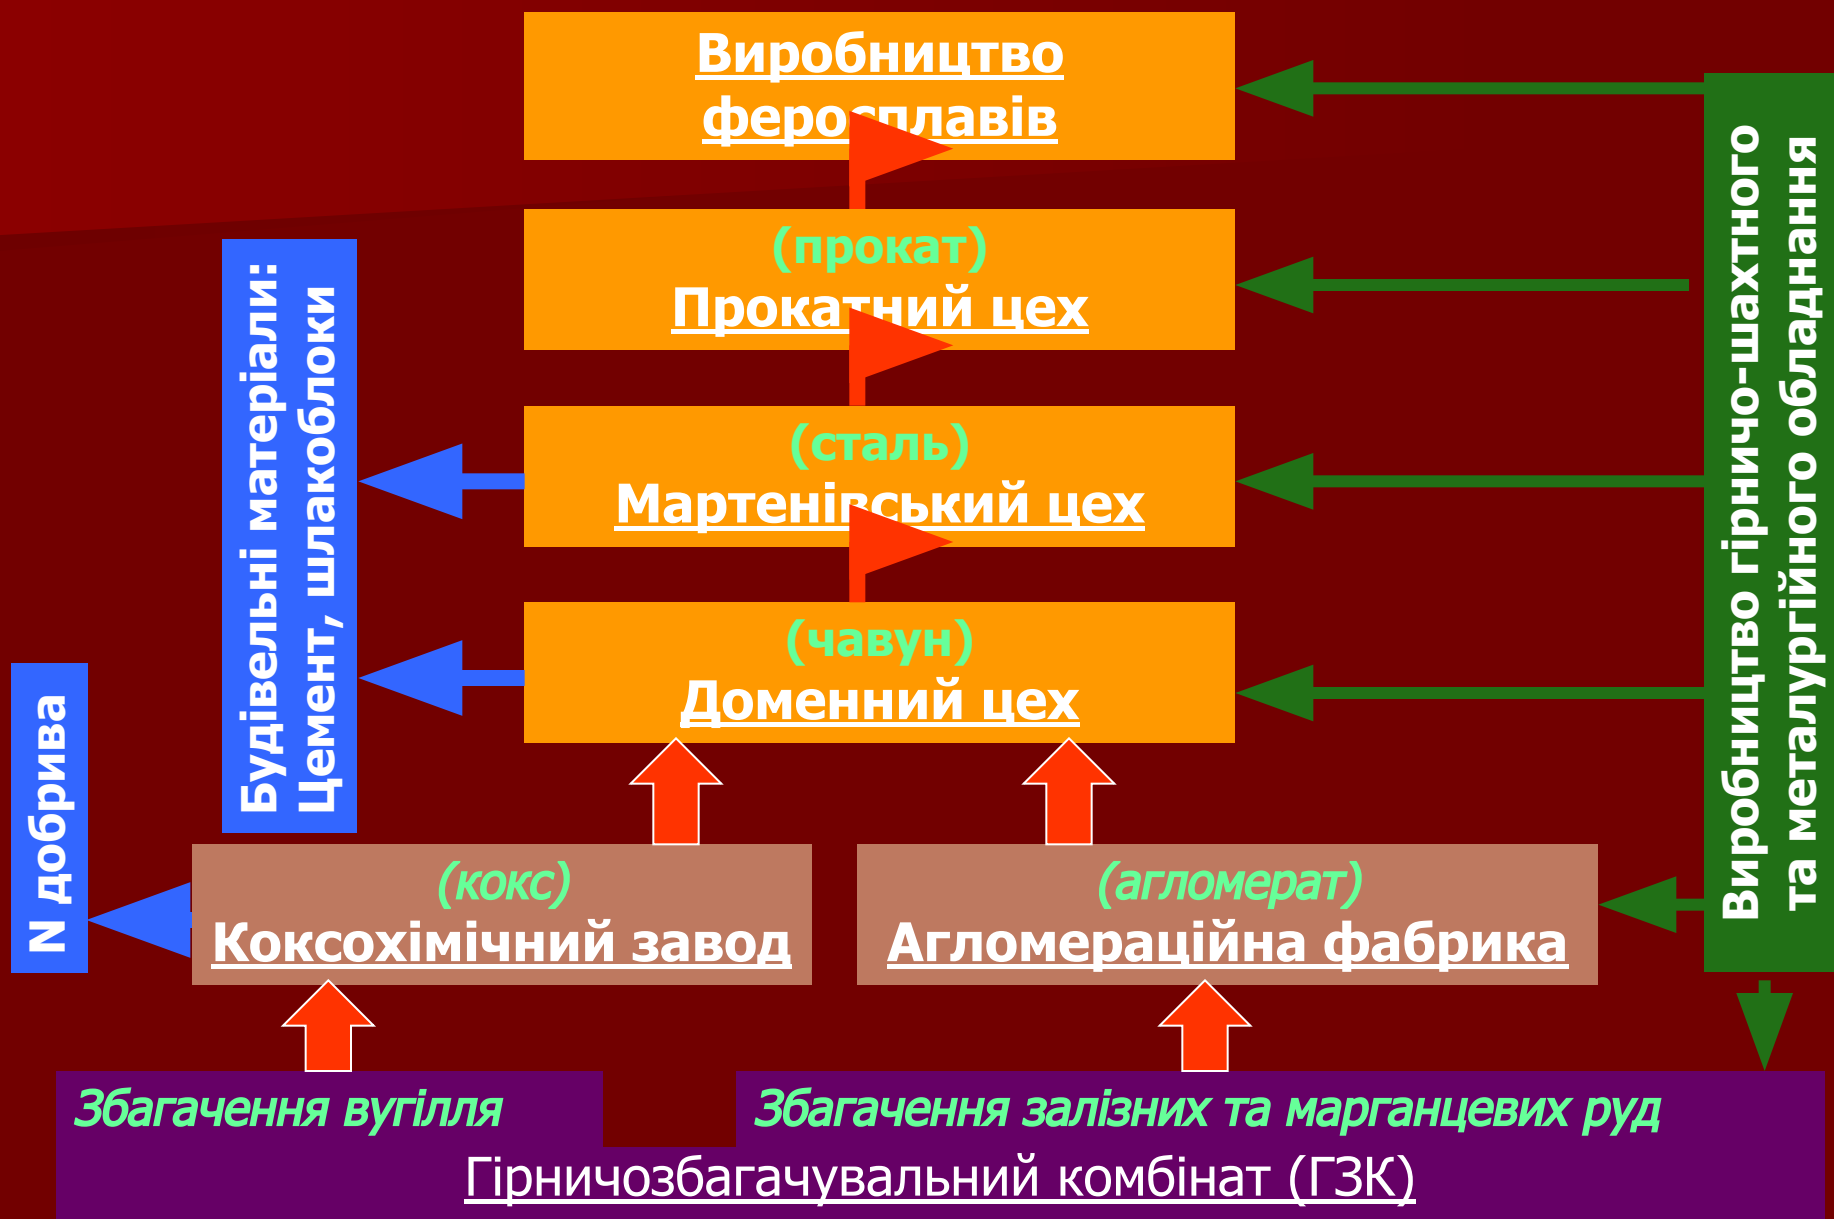 Виробництво
феросплавів
(прокат)
Прокатний цех
(сталь)
Мартенівський цех
(чавун)
Доменний цех
Будівельні матеріали:
Цемент, шлакоблоки
N добрива
Виробництво гірничо-шахтного
та металургійного обладнання
(кокс)
Коксохімічний завод
(агломерат)
Агломераційна фабрика
Збагачення вугілля
Збагачення залізних та марганцевих руд
Гірничозбагачувальний комбінат (ГЗК)